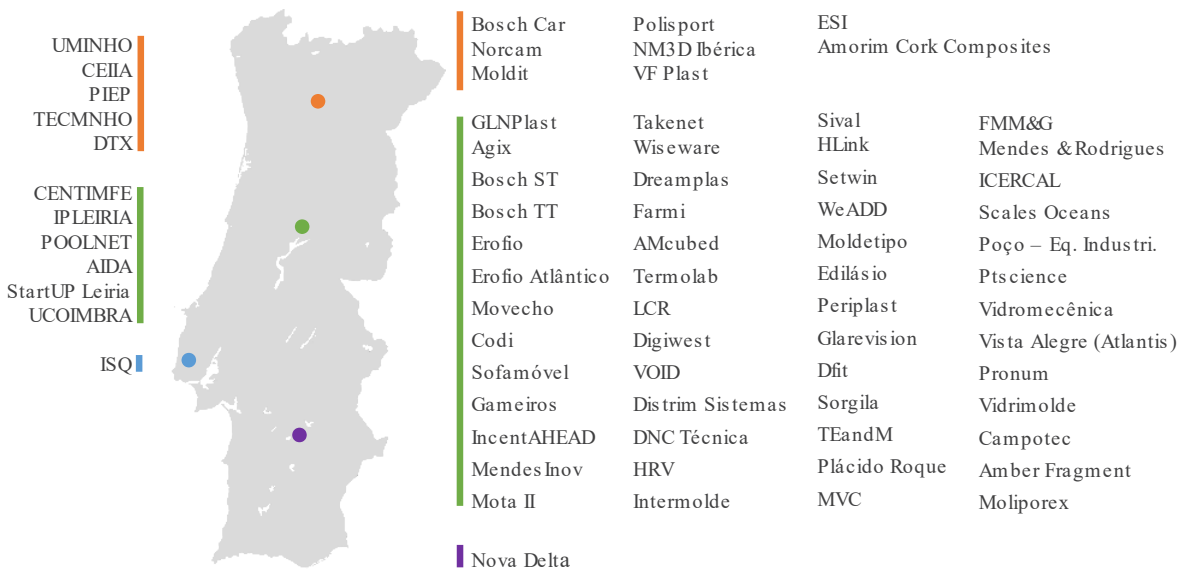 UMINHO
CEIIA
PIEP
TECMNHO
DTX
CENTIMFE
IPLEIRIA
POOLNET
AIDA
StartUP Leiria
UCOIMBRA
ISQ
Bosch Car
Norcam
Moldit
Polisport
NM3D Ibérica
VF Plast
ESI
Amorim Cork Composites
GLNPlast
Agix
Bosch ST
Bosch TT
Erofio
Erofio Atlântico
Movecho
Codi
Sofamóvel
Gameiros
IncentAHEAD
MendesInov
Mota II
Takenet
Wiseware
Dreamplas
Farmi
AMcubed
Termolab
LCR
Digiwest
VOID
Distrim Sistemas
DNC Técnica
HRV
Intermolde
Sival
HLink
Setwin
WeADD
Moldetipo
Edilásio
Periplast
Glarevision
Dfit
Sorgila
TEandM
Plácido Roque
MVC
FMM&G
Mendes & Rodrigues
ICERCAL
Scales Oceans
Poço – Eq. Industri.
Ptscience
Vidromecênica
Vista Alegre (Atlantis)
Pronum
Vidrimolde
Campotec
Amber Fragment
Moliporex
Nova Delta